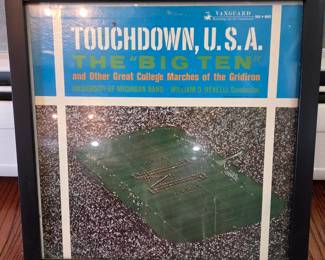 VANGUARD
TOUCHDOWN, U.S.A.
THE "BIG TEN"
and Other Great College Marches of the Gridiron
UNIVERSITY OF MICHIGAN BAND WILLIAM D. REVELLI Conductor
M